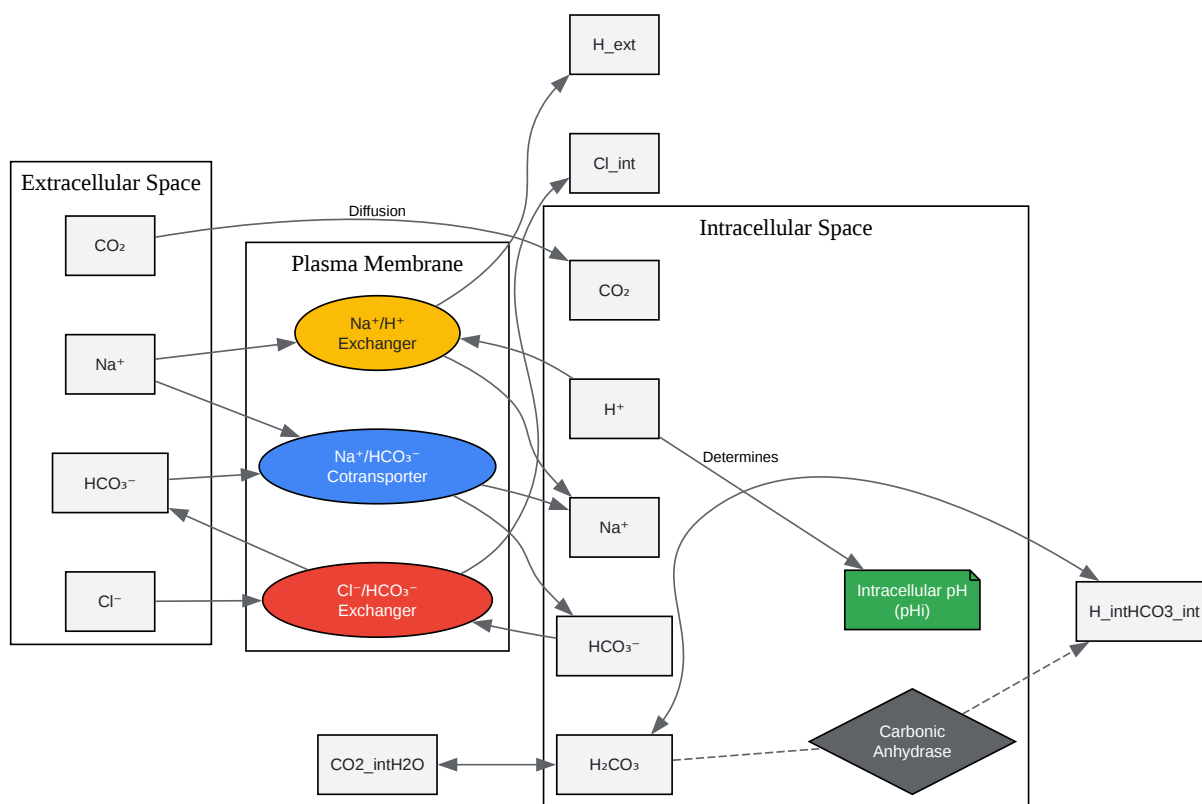 H_ext
Cl_int
Extracellular Space
CO₂
Diffusion
Intracellular Space
Plasma Membrane
CO₂
Na⁺/H⁺
Exchanger
Na⁺
H⁺
Determines
Na⁺/HCO₃⁻
Cotransporter
HCO₃⁻
Na⁺
Cl⁻
Cl⁻/HCO₃⁻
Exchanger
Intracellular pH
(pHi)
H_intHCO3_int
HCO₃⁻
Carbonic
Anhydrase
CO2_intH2O
H₂CO₃